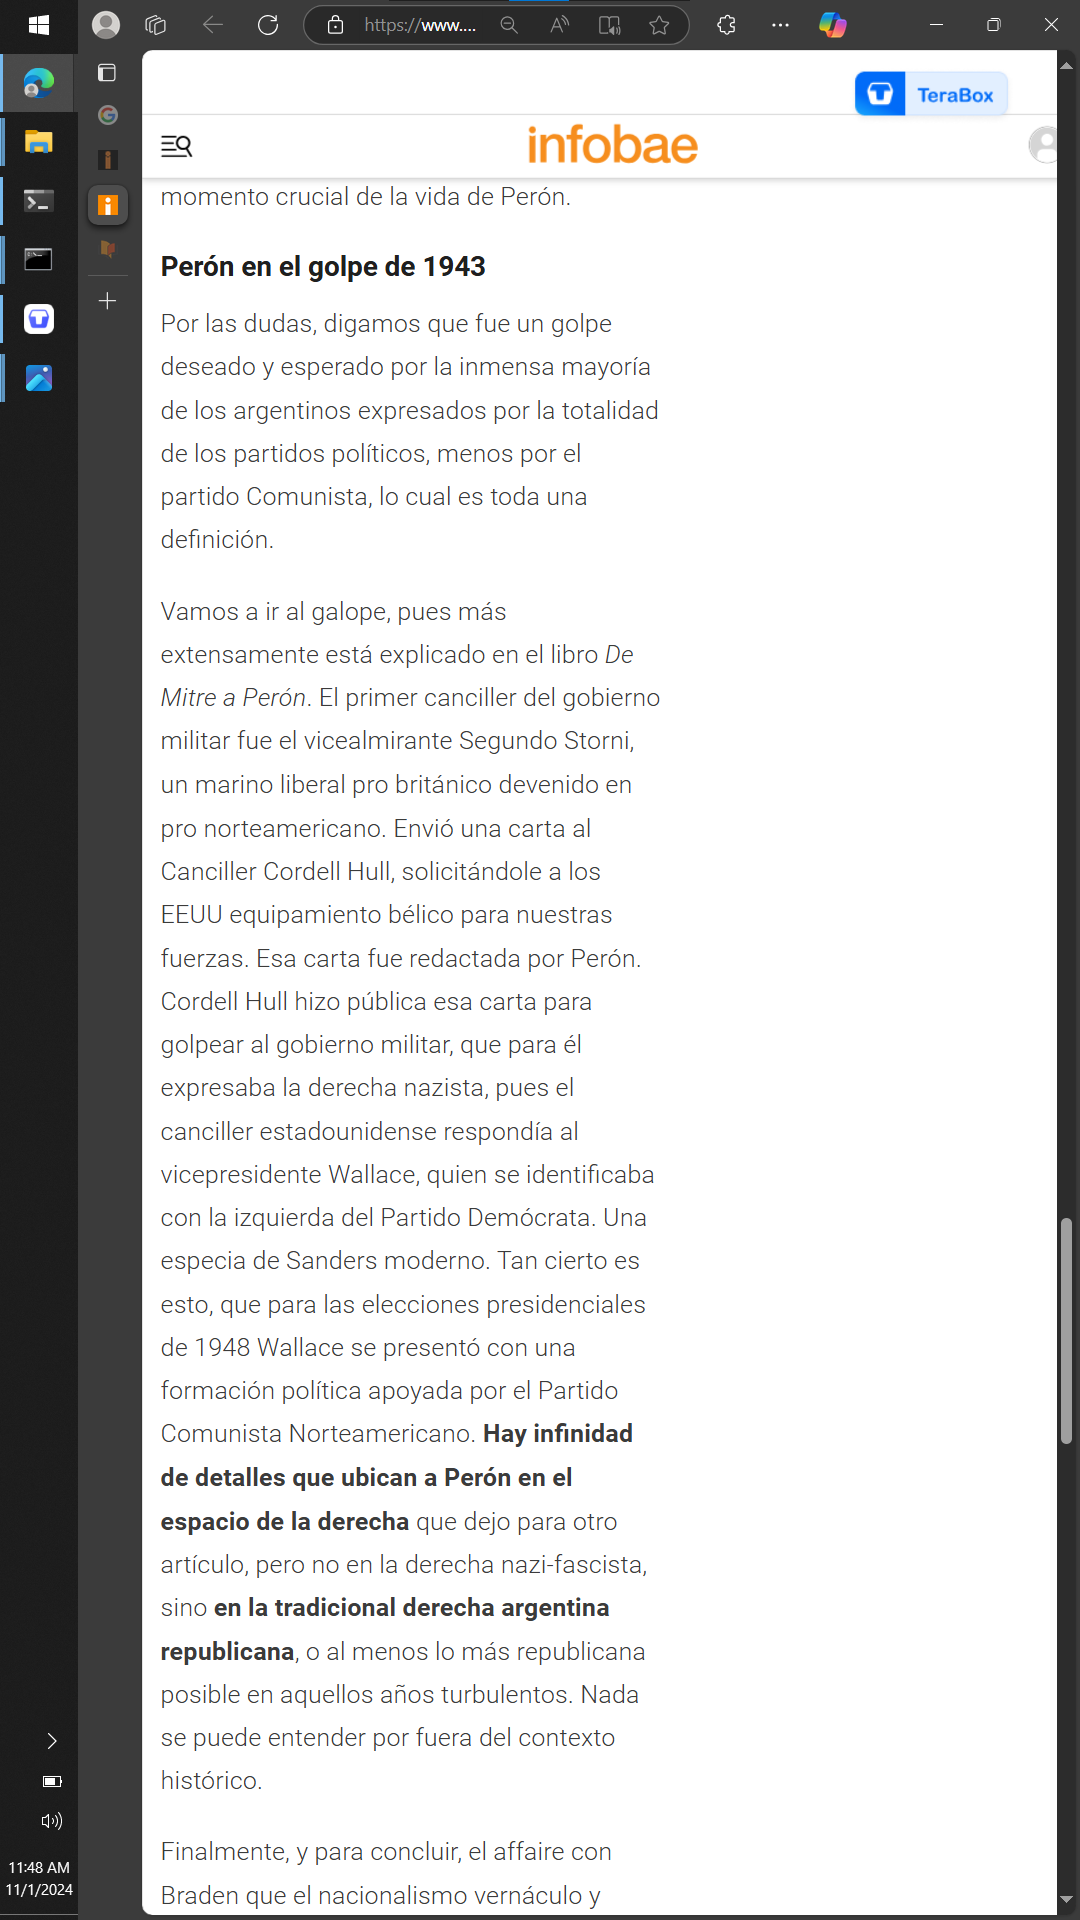 https://www....
TeraBox
infobae
momento crucial de la vida de Perón.
Perón en el golpe de 1943
Por las dudas, digamos que fue un golpe
deseado y esperado por la inmensa mayoría
de los argentinos expresados por la totalidad
de los partidos políticos, menos por el
partido Comunista, lo cual es toda una
definición.
Vamos a ir al galope, pues más
extensamente está explicado en el libro De
Mitre a Perón. El primer canciller del gobierno
militar fue el vicealmirante Segundo Storni,
un marino liberal pro británico devenido en
pro norteamericano. Envió una carta al
Canciller Cordell Hull, solicitándole a los
EEUU equipamiento bélico para nuestras
fuerzas. Esa carta fue redactada por Perón.
Cordell Hull hizo pública esa carta para
golpear al gobierno militar, que para él
expresaba la derecha nazista, pues el
canciller estadounidense respondía al
vicepresidente Wallace, quien se identificaba
con la izquierda del Partido Demócrata. Una
especia de Sanders moderno. Tan cierto es
esto, que para las elecciones presidenciales
de 1948 Wallace se presentó con una
formación política apoyada por el Partido
Comunista Norteamericano. Hay infinidad
de detalles que ubican a Perón en el
espacio de la derecha que dejo para otro
artículo, pero no en la derecha nazi-fascista,
sino en la tradicional derecha argentina
republicana, o al menos lo más republicana
posible en aquellos años turbulentos. Nada
se puede entender por fuera del contexto
histórico.
Finalmente, y para concluir, el affaire con
Braden que el nacionalismo vernáculo y
11:48 AM
11/1/2024